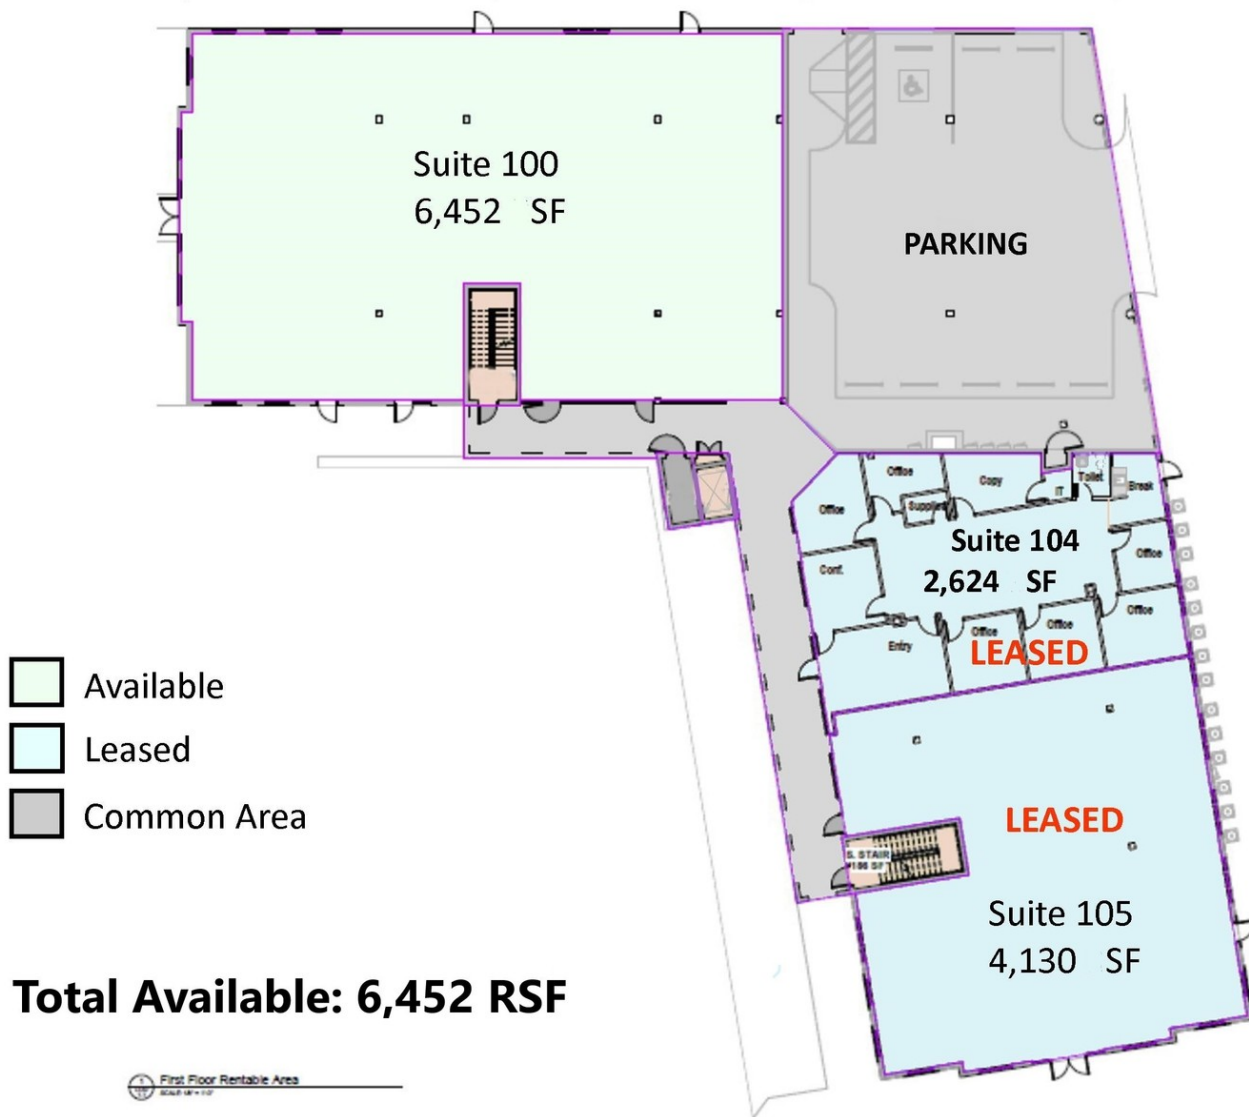 Suite 100
6,452 SF
PARKING
Office
Copy
IT
Toilet
Break
Office
Supplies
Suite 104
2,624 SF
Office
Conf.
Office
Entry
Office
Office
LEASED
Available
Leased
Common Area
LEASED
S. STAIR
Suite 105
4,130 SF
Total Available: 6,452 RSF
1
First Floor Rentable Area